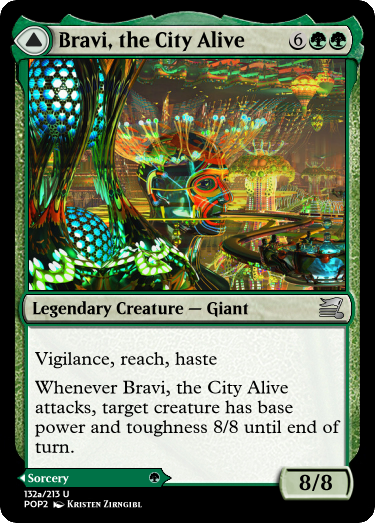 Bravi, the City Alive 6
Legendary Creature — Giant
Vigilance, reach, haste
Whenever Bravi, the City Alive
attacks, target creature has base
power and toughness 8/8 until end of
turn.
Sorcery
8/8
132a/213 U
POP2 Kristen Zirngibl